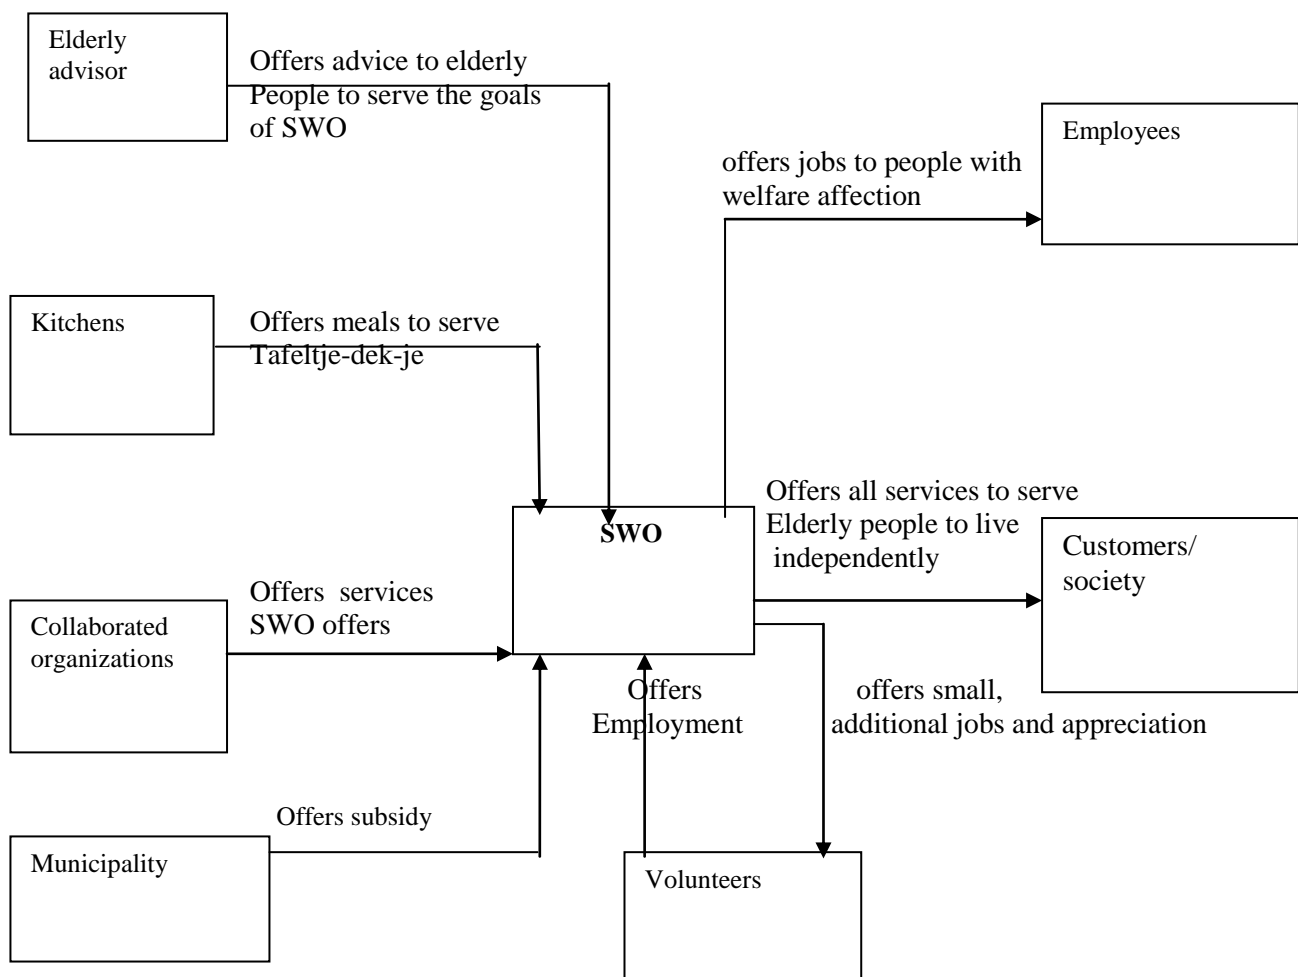 Elderly
advisor
Offers advice to elderly
People to serve the goals
of SWO
Employees
offers jobs to people with
welfare affection
Kitchens
Offers meals to serve
Tafeltje-dek-je
Offers all services to serve
Elderly people to live
independently
SWO
Customers/
society
Offers services
SWO offers
Collaborated
organizations
Offers
Employment
offers small,
additional jobs and appreciation
Offers subsidy
Municipality
Volunteers